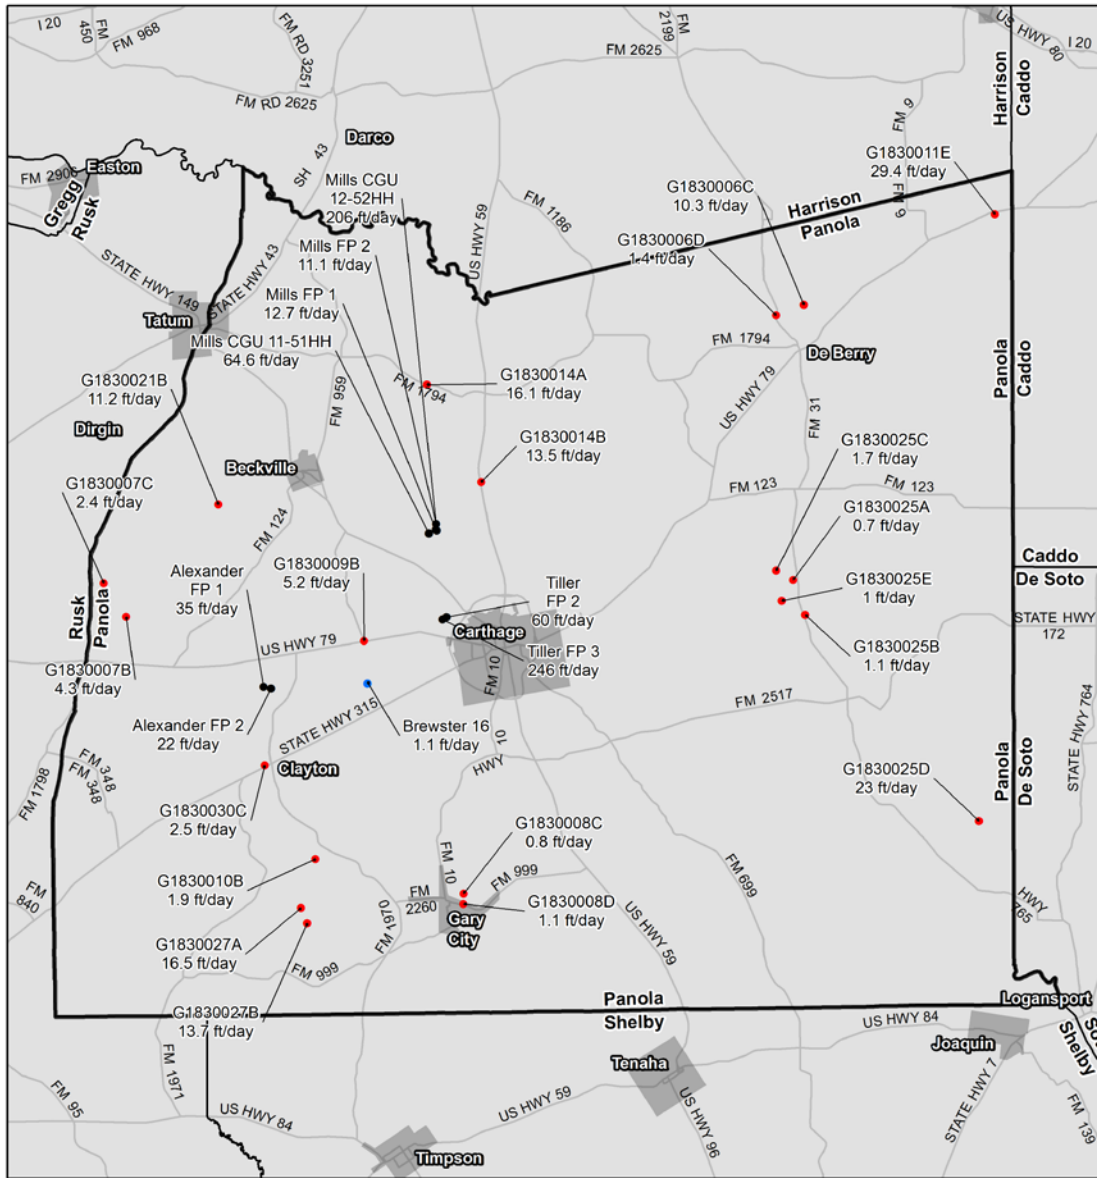 I 20
FM
450
FM 968
FM RD 3251
FM
2199
FM 2625
US HWY 80
I 20
FM RD 2625
SH 43
Darco
Harrison
Caddo
FM 9
FM 9
G1830011E
29.4 ft/day
FM 2906
Easton
Gregg
Rusk
Mills CGU
12-52HH
206 ft/day
US HWY 59
FM 1186
G1830006C
10.3 ft/day
Harrison
Panola
Mills FP 2
11.1 ft/day
G1830006D
1.4 ft/day
STATE HWY 149
STATE HWY 43
Mills FP 1
12.7 ft/day
Tatum
Mills CGU 11-51HH
64.6 ft/day
FM 1794
De Berry
Panola
Caddo
G1830021B
11.2 ft/day
FM 959
FM 1794
G1830014A
16.1 ft/day
US HWY 79
FM 31
Dirgin
G1830014B
13.5 ft/day
G1830025C
1.7 ft/day
Beckville
G1830007C
2.4 ft/day
FM 123
FM 123
FM 124
G1830025A
0.7 ft/day
Alexander
FP 1
35 ft/day
G1830009B
5.2 ft/day
Caddo
De Soto
Rusk
Panola
Tiller
FP 2
60 ft/day
G1830025E
1 ft/day
STATE HWY
172
US HWY 79
Carthage
Tiller FP 3
246 ft/day
G1830025B
1.1 ft/day
G1830007B
4.3 ft/day
FM 10
FM 2517
STATE HWY 764
Alexander FP 2
22 ft/day
STATE HWY 315
Brewster 16
1.1 ft/day
HWY
10
FM 348
FM 348
FM 1798
Clayton
Panola
De Soto
G1830025D
23 ft/day
G1830030C
2.5 ft/day
G1830008C
0.8 ft/day
G1830010B
1.9 ft/day
FM 10
FM 999
FM 699
FM
840
FM
2260
G1830008D
1.1 ft/day
HWY
765
Gary
City
G1830027A
16.5 ft/day
FM 1970
FM 999
US HWY 59
G1830027B
13.7 ft/day
Panola
Shelby
Logansport
US HWY 84
Joaquin
Shelby
FM 1971
Tenaha
FM 95
US HWY 84
US HWY 59
US HWY 96
STATE HWY 7
FM 139
Timpson